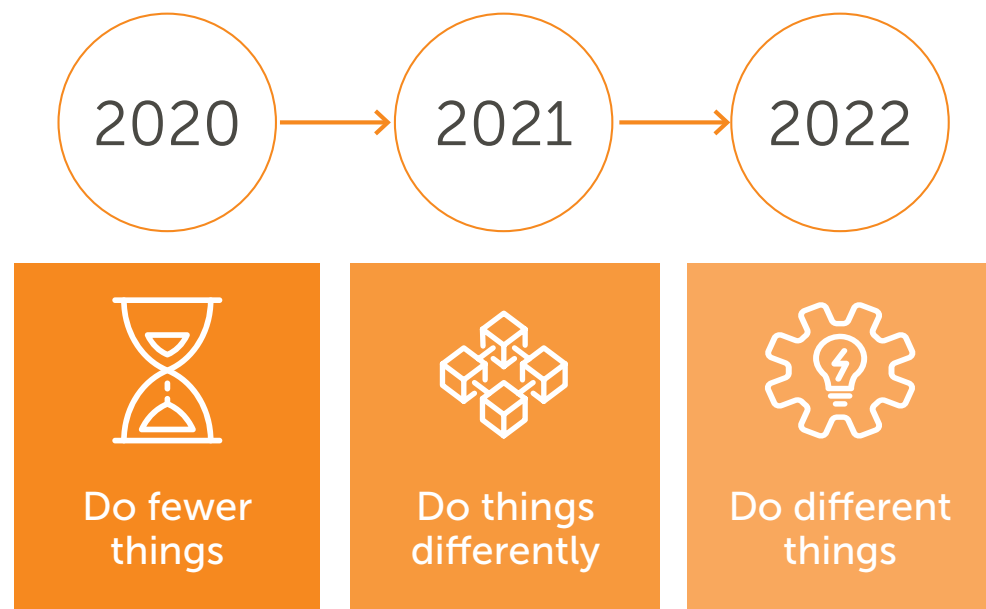 2020
2021
2022
Do fewer
things
Do things
differently
Do different
things